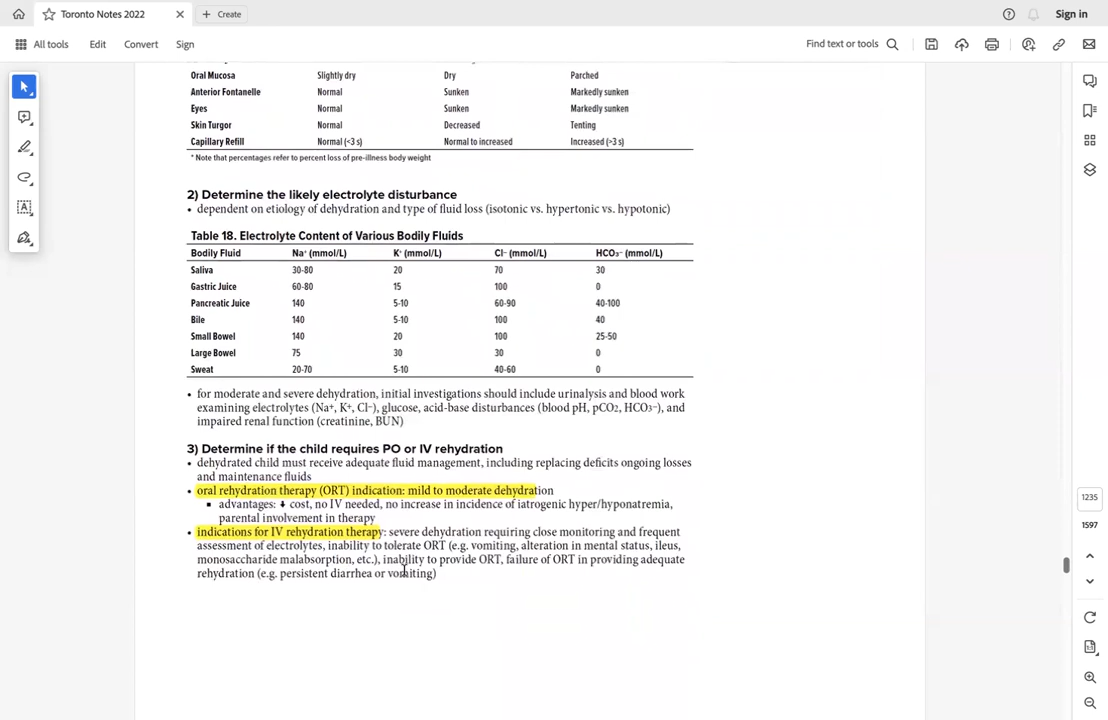 Toronto Notes 2022
Create
Sign in
All tools
Edit
Convert
Sign
Find text or tools
Oral Mucosa Slightly dry Dry Parched
Anterior Fontanelle Normal Sunken Markedly sunken
Eyes Normal Sunken Markedly sunken
Skin Turgor Normal Decreased Tenting
Capillary Refill Normal (<3 s) Normal to increased Increased (>3 s)
* Note that percentages refer to percent loss of pre-illness body weight
2) Determine the likely electrolyte disturbance
• dependent on etiology of dehydration and type of fluid loss (isotonic vs. hypertonic vs. hypotonic)
Table 18. Electrolyte Content of Various Bodily Fluids
Bodily Fluid Na⁺ (mmol/L) K⁺ (mmol/L) Cl⁻ (mmol/L) HCO₃⁻ (mmol/L)
Saliva 30-80 20 70 30
Gastric Juice 60-80 15 100 0
Pancreatic Juice 140 5-10 60-90 40-100
Bile 140 5-10 100 40
Small Bowel 140 20 100 25-50
Large Bowel 75 30 30 0
Sweat 20-70 5-10 40-60 0
• for moderate and severe dehydration, initial investigations should include urinalysis and blood work
examining electrolytes (Na⁺, K⁺, Cl⁻), glucose, acid-base disturbances (blood pH, pCO₂, HCO₃⁻), and
impaired renal function (creatinine, BUN)
3) Determine if the child requires PO or IV rehydration
• dehydrated child must receive adequate fluid management, including replacing deficits ongoing losses
and maintenance fluids
• oral rehydration therapy (ORT) indication: mild to moderate dehydration
▪ advantages: ↓ cost, no IV needed, no increase in incidence of iatrogenic hyper/hyponatremia,
parental involvement in therapy
• indications for IV rehydration therapy: severe dehydration requiring close monitoring and frequent
assessment of electrolytes, inability to tolerate ORT (e.g. vomiting, alteration in mental status, ileus,
monosaccharide malabsorption, etc.), inability to provide ORT, failure of ORT in providing adequate
rehydration (e.g. persistent diarrhea or vomiting)
1235
1597